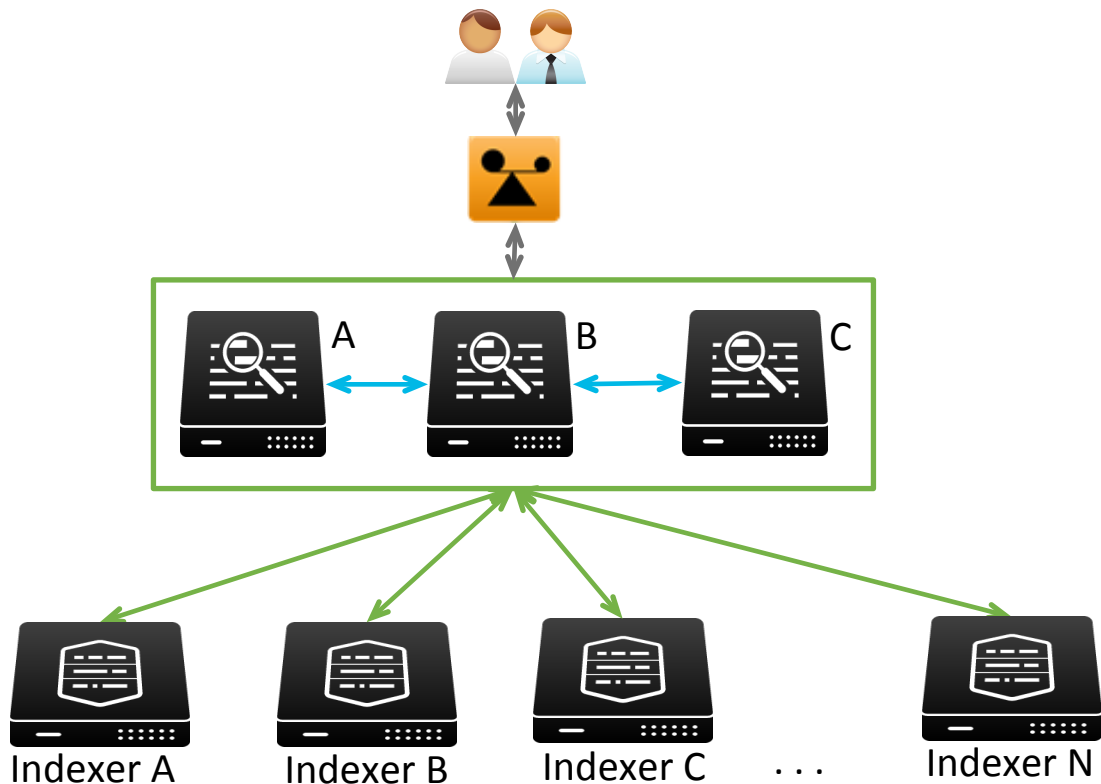 A
B
C
Indexer A
Indexer B
Indexer C
. . .
Indexer N